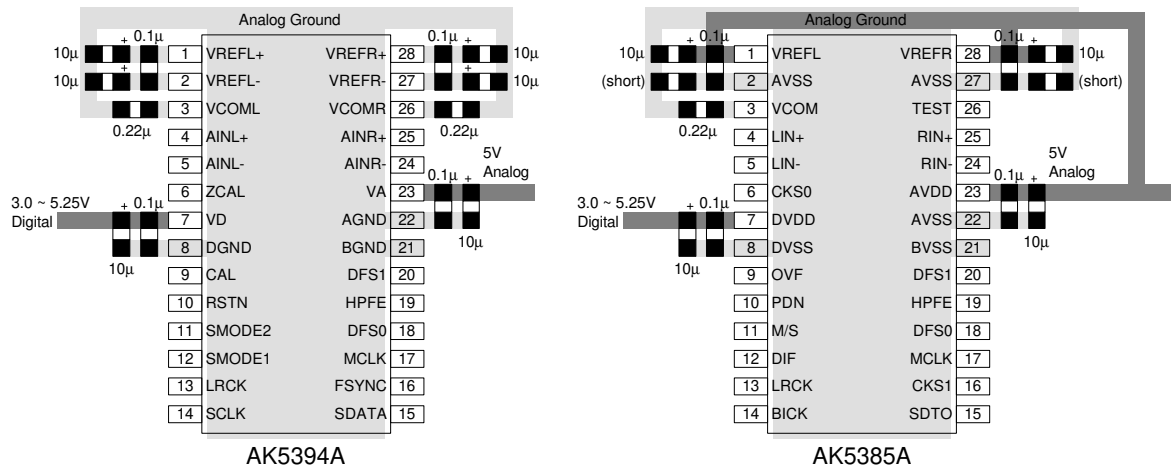 Analog Ground
+ 0.1µ
0.1µ +
10µ
10µ
10µ
10µ
+
+
0.22µ
0.22µ
1 VREFL+ VREFR+ 28
2 VREFL- VREFR- 27
3 VCOML VCOMR 26
4 AINL+ AINR+ 25
5 AINL- AINR- 24
6 ZCAL VA 23
7 VD AGND 22
8 DGND BGND 21
9 CAL DFS1 20
10 RSTN HPFE 19
11 SMODE2 DFS0 18
12 SMODE1 MCLK 17
13 LRCK FSYNC 16
14 SCLK SDATA 15
3.0 ~ 5.25V
Digital
+ 0.1µ
10µ
5V
Analog
0.1µ +
10µ
AK5394A
Analog Ground
+ 0.1µ
0.1µ +
10µ
10µ
(short)
(short)
0.22µ
1 VREFL VREFR 28
2 AVSS AVSS 27
3 VCOM TEST 26
4 LIN+ RIN+ 25
5 LIN- RIN- 24
6 CKS0 AVDD 23
7 DVDD AVSS 22
8 DVSS BVSS 21
9 OVF DFS1 20
10 PDN HPFE 19
11 M/S DFS0 18
12 DIF MCLK 17
13 LRCK CKS1 16
14 BICK SDTO 15
3.0 ~ 5.25V
Digital
+ 0.1µ
10µ
5V
Analog
0.1µ +
10µ
AK5385A